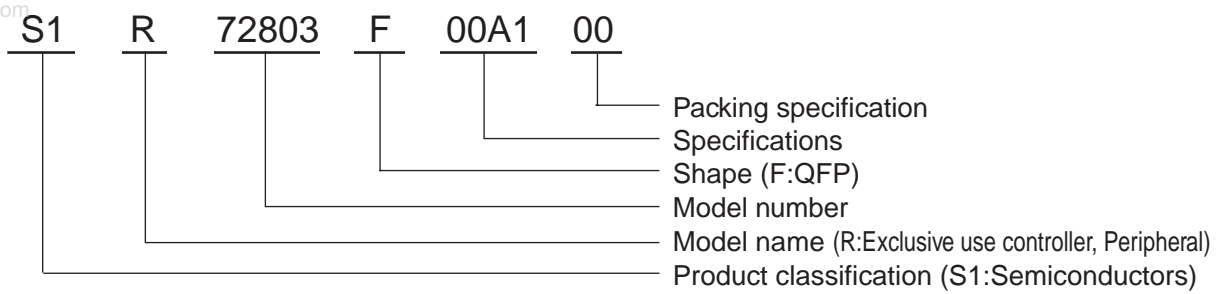 om
S1 R 72803 F 00A1 00
Packing specification
Specifications
Shape (F:QFP)
Model number
Model name (R:Exclusive use controller, Peripheral)
Product classification (S1:Semiconductors)